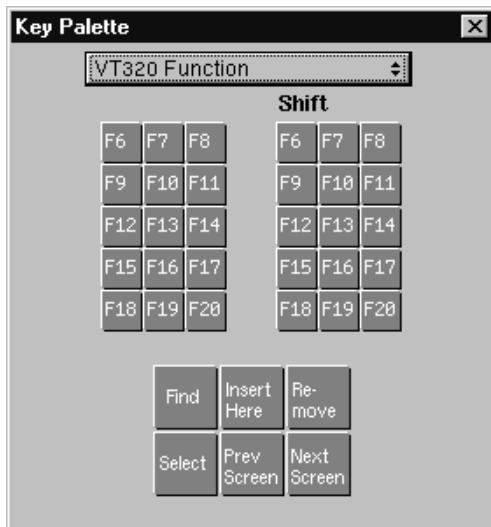 Key Palette
VT320 Function
Shift
F6 F7 F8 F6 F7 F8
F9 F10 F11 F9 F10 F11
F12 F13 F14 F12 F13 F14
F15 F16 F17 F15 F16 F17
F18 F19 F20 F18 F19 F20
Find
Insert
Here
Re-
move
Select
Prev
Screen
Next
Screen